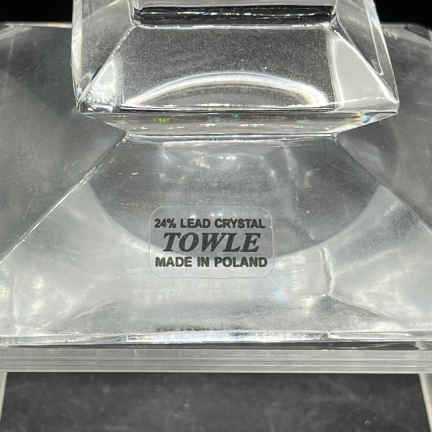 24% LEAD CRYSTAL
TOWLE
MADE IN POLAND